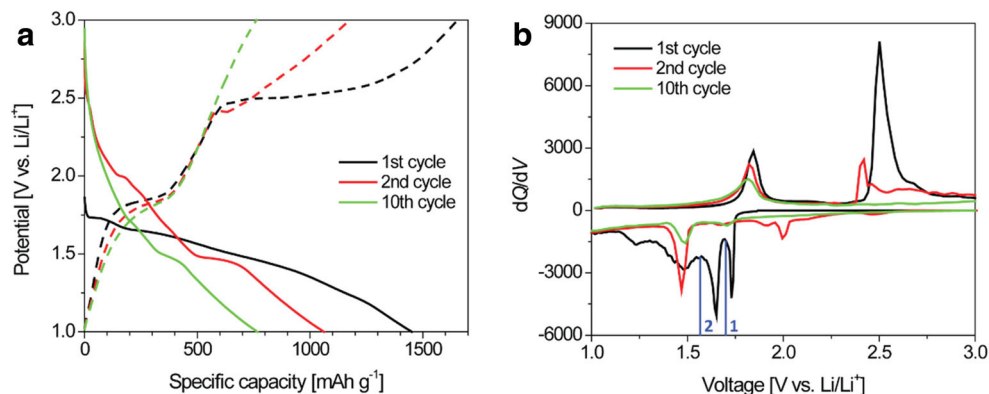 a
3.0
2.5
2.0
1.5
1.0
Potential [V vs. Li/Li⁺]
1st cycle
2nd cycle
10th cycle
0 500 1000 1500
Specific capacity [mAh g⁻¹]
b
9000
6000
3000
0
-3000
-6000
dQ/dV
1st cycle
2nd cycle
10th cycle
2 1
1.0 1.5 2.0 2.5 3.0
Voltage [V vs. Li/Li⁺]